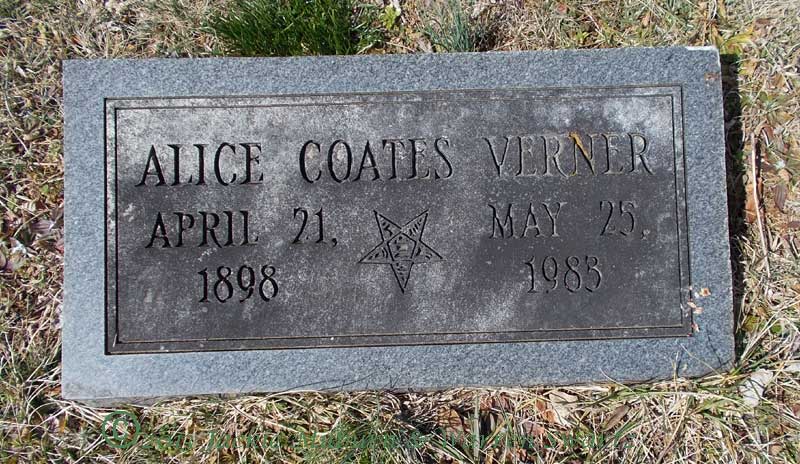 ALICE COATES VERNER
APRIL 21, MAY 25,
1898 1983